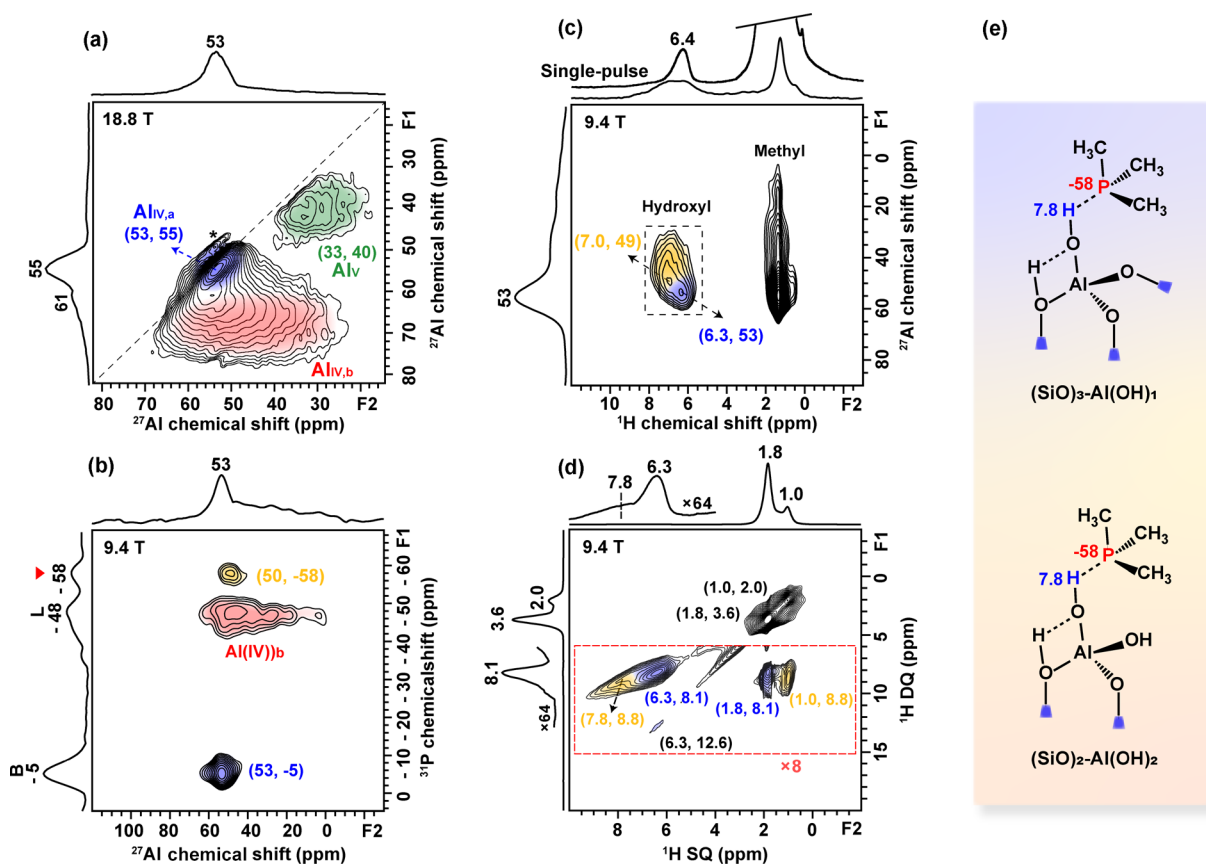 (a)
53
18.8 T
F1
AlIV,a
(53, 55)
*
(33, 40)
AlV
AlIV,b
55
61
30
40
50
60
70
80
27Al chemical shift (ppm)
80 70 60 50 40 30 F2
27Al chemical shift (ppm)
(b)
53
9.4 T
F1
(50, -58)
Al(IV))b
(53, -5)
-58
L
-48
B
-5
-60
-50
-40
-30
-20
-10
0
31P chemicalshift (ppm)
100 80 60 40 20 0 F2
27Al chemical shift (ppm)
(c)
6.4
Single-pulse
9.4 T
F1
Methyl
Hydroxyl
(7.0, 49)
(6.3, 53)
53
0
20
40
60
80
27Al chemical shift (ppm)
10 8 6 4 2 F2
1H chemical shift (ppm)
(d)
7.8
6.3
×64
1.8
1.0
9.4 T
F1
(1.0, 2.0)
(1.8, 3.6)
(7.8, 8.8)
(1.8, 8.1)
(1.0, 8.8)
(6.3, 8.1)
(6.3, 12.6)
×8
2.0
3.6
8.1
×64
0
5
10
15
1H DQ (ppm)
8 6 4 2 0 F2
1H SQ (ppm)
(e)
H3C
CH3
-58 P
CH3
7.8 H
H
O
Al
O
O
O
(SiO)₃-Al(OH)₁
H3C
CH3
-58 P
CH3
7.8 H
H
O
Al
OH
O
O
(SiO)₂-Al(OH)₂